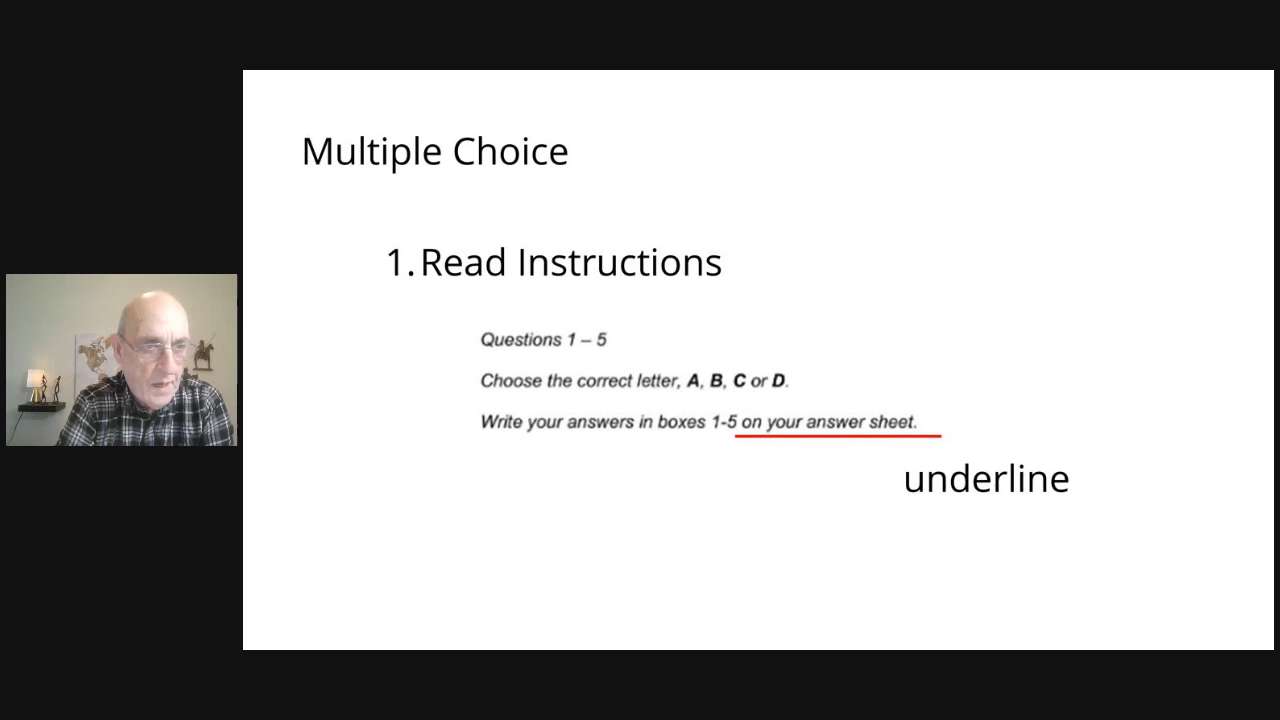 Multiple Choice
1. Read Instructions
Questions 1 – 5
Choose the correct letter, A, B, C or D.
Write your answers in boxes 1-5 on your answer sheet.
underline